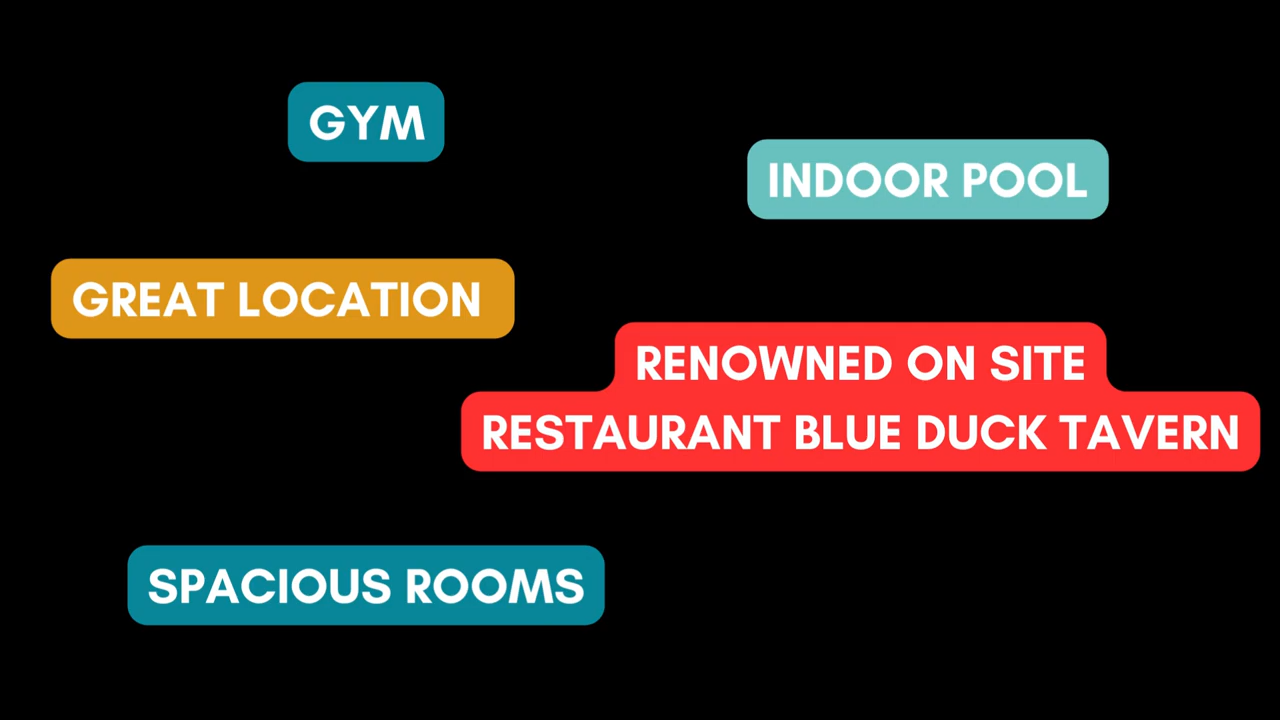 GYM
INDOOR POOL
GREAT LOCATION
RENOWNED ON SITE
RESTAURANT BLUE DUCK TAVERN
SPACIOUS ROOMS